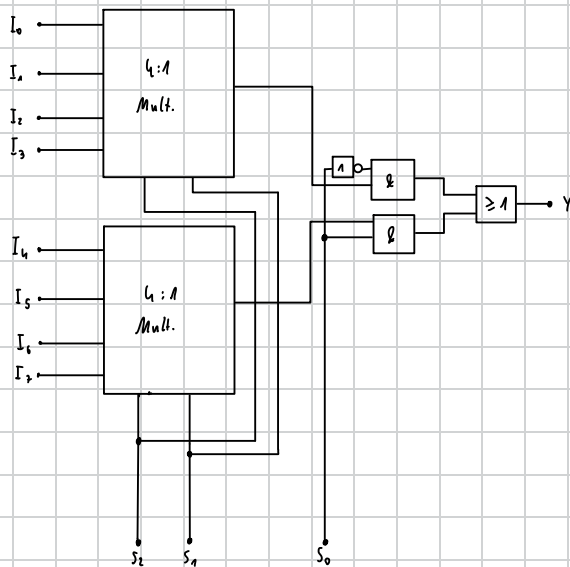 I₀
4:1
Mult.
I₁
I₂
I₃
1
&
≥1
Y
&
I₄
4:1
Mult.
I₅
I₆
I₇
S₂
S₁
S₀